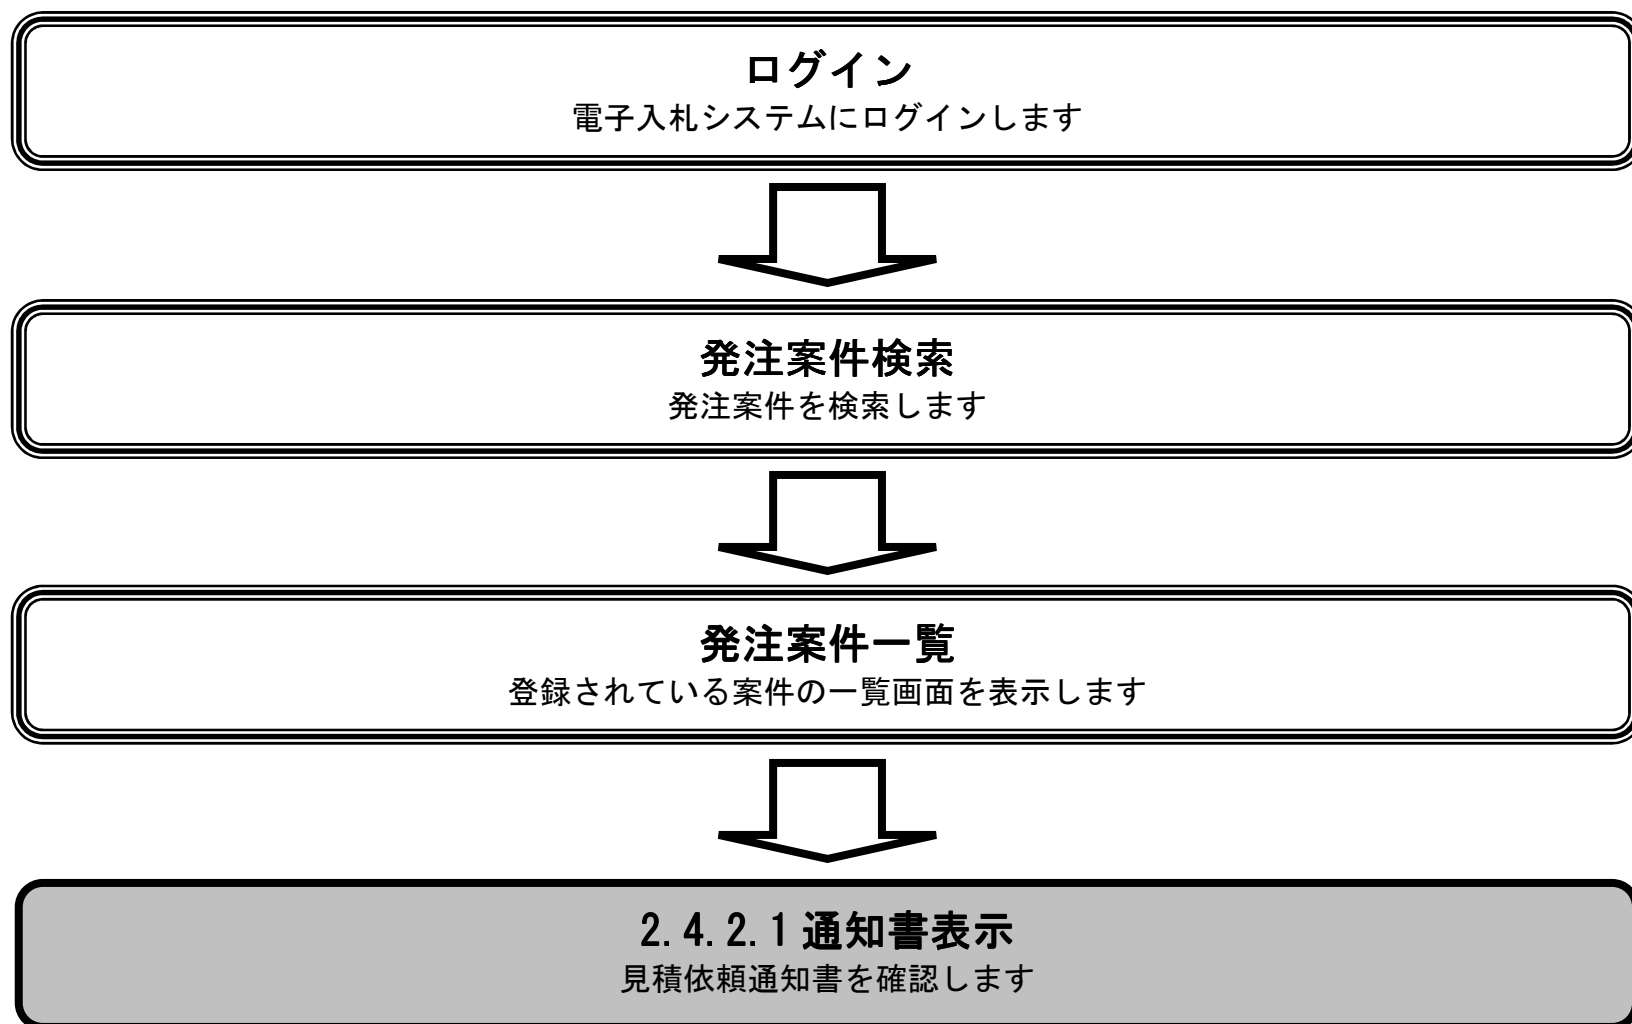 ログイン
電子入札システムにログインします
発注案件検索
発注案件を検索します
発注案件一覧
登録されている案件の一覧画面を表示します
2.4.2.1通知書表示
見積依頼通知書を確認します